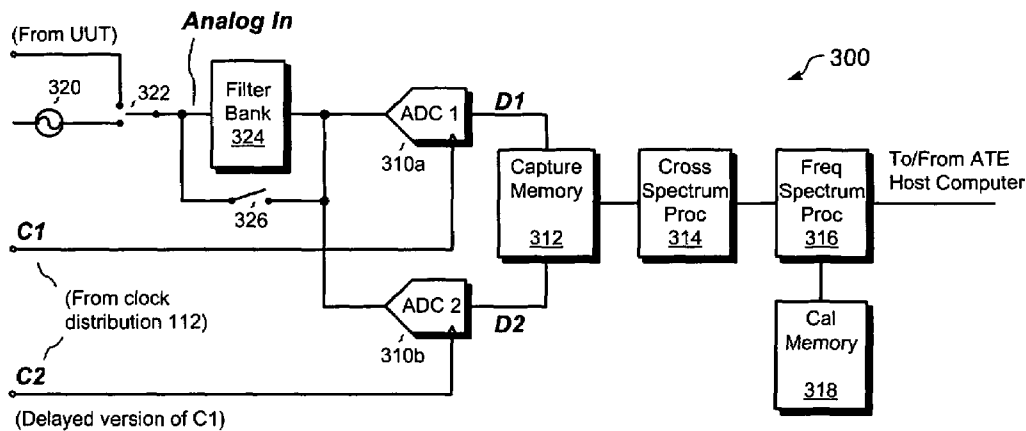 (From UUT)
Analog In
300
320
322
Filter
Bank
324
ADC 1
310a
D1
Capture
Memory
312
Cross
Spectrum
Proc
314
Freq
Spectrum
Proc
316
To/From ATE
Host Computer
326
C1
(From clock
distribution 112)
ADC 2
310b
D2
Cal
Memory
318
C2
(Delayed version of C1)